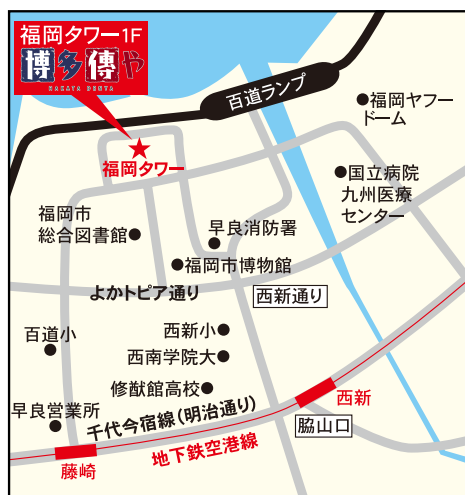 福岡タワー1F
博多傳や
HAKATA DENYA
百道ランプ
福岡ヤフー
ドーム
福岡タワー
国立病院
九州医療
センター
福岡市
総合図書館
早良消防署
福岡市博物館
よかトピア通り
西新通り
百道小
西新小
西南学院大
修猷館高校
西新
早良営業所
千代今宿線(明治通り)
脇山口
地下鉄空港線
藤崎